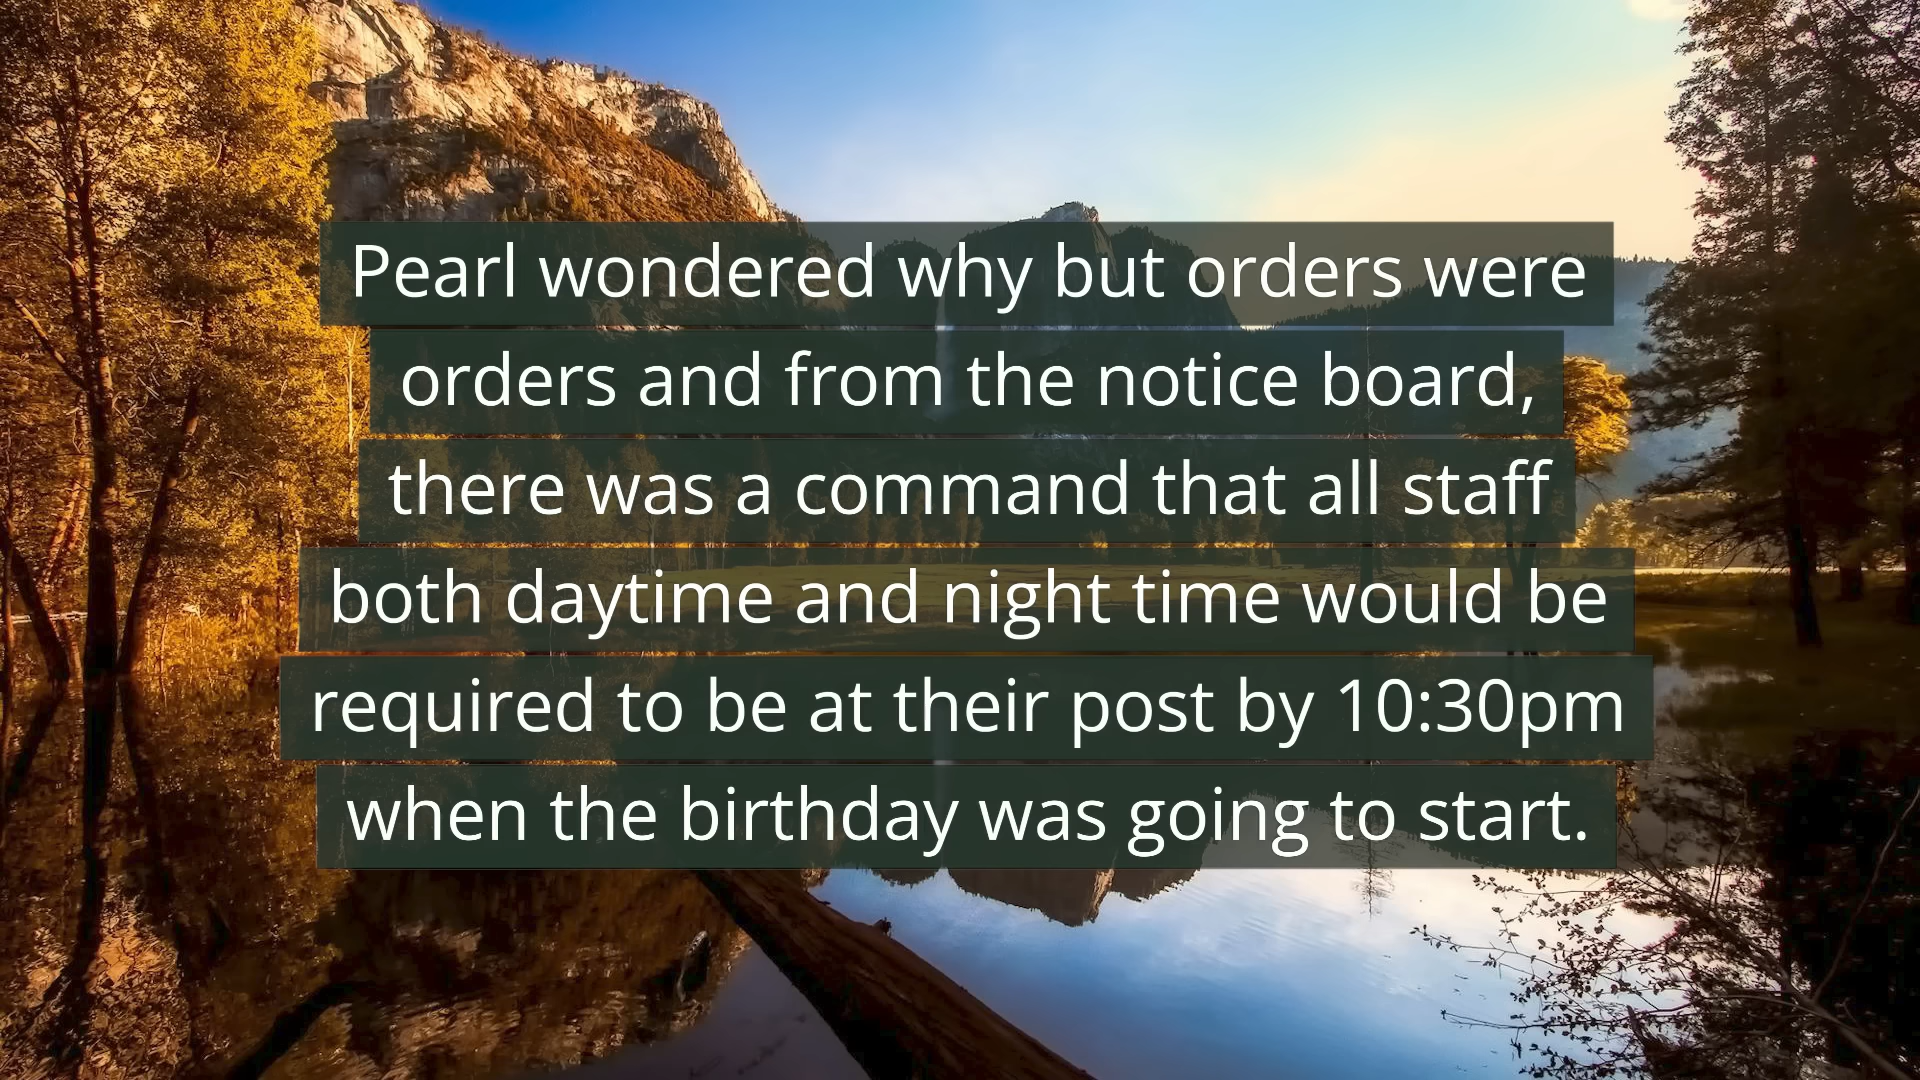 Pearl wondered why but orders were
orders and from the notice board,
there was a command that all staff
both daytime and night time would be
required to be at their post by 10:30pm
when the birthday was going to start.